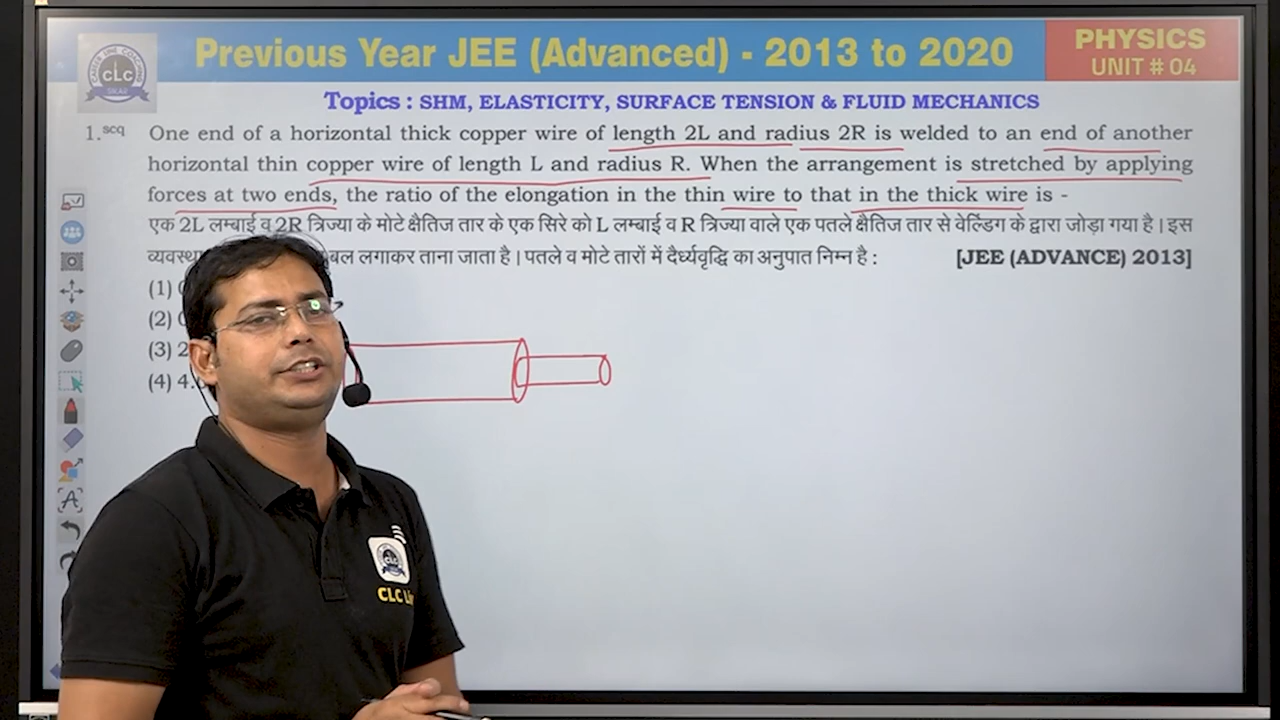 Previous Year JEE (Advanced) - 2013 to 2020
PHYSICS
UNIT # 04
CAREER LINE COACHING
CLC
SIKAR
Topics : SHM, ELASTICITY, SURFACE TENSION & FLUID MECHANICS
1.scq One end of a horizontal thick copper wire of length 2L and radius 2R is welded to an end of another
horizontal thin copper wire of length L and radius R. When the arrangement is stretched by applying
forces at two ends, the ratio of the elongation in the thin wire to that in the thick wire is -
एक 2L लम्बाई व 2R त्रिज्या के मोटे क्षैतिज तार के एक सिरे को L लम्बाई व R त्रिज्या वाले एक पतले क्षैतिज तार से वेल्डिंग के द्वारा जोड़ा गया है। इस
बल लगाकर ताना जाता है। पतले व मोटे तारों में दैर्ध्यवृद्धि का अनुपात निम्न है : [JEE (ADVANCE) 2013]
(1)
(2)
(3) 2
(4) 4.
A
CLC